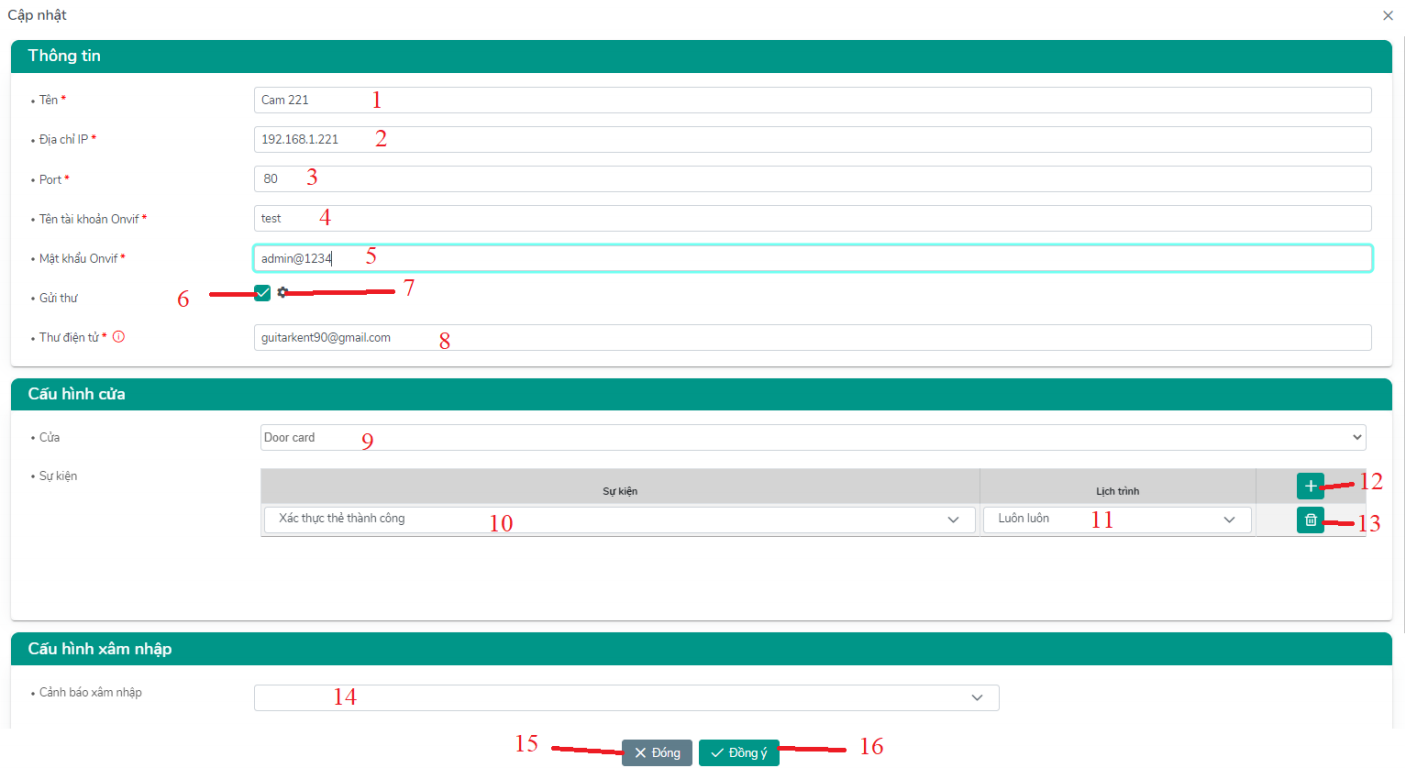 Cập nhật
Thông tin
• Tên * Cam 221 1
• Địa chỉ IP * 192.168.1.221 2
• Port * 80 3
• Tên tài khoản Onvif * test 4
• Mật khẩu Onvif * admin@1234 5
• Gửi thư 6 7
• Thư điện tử * guitarkent90@gmail.com 8
Cấu hình cửa
• Cửa Door card 9
• Sự kiện Sự kiện Lịch trình 12
Xác thực thẻ thành công 10 Luôn luôn 11 13
Cấu hình xâm nhập
• Cảnh báo xâm nhập 14
15 Đóng Đồng ý 16